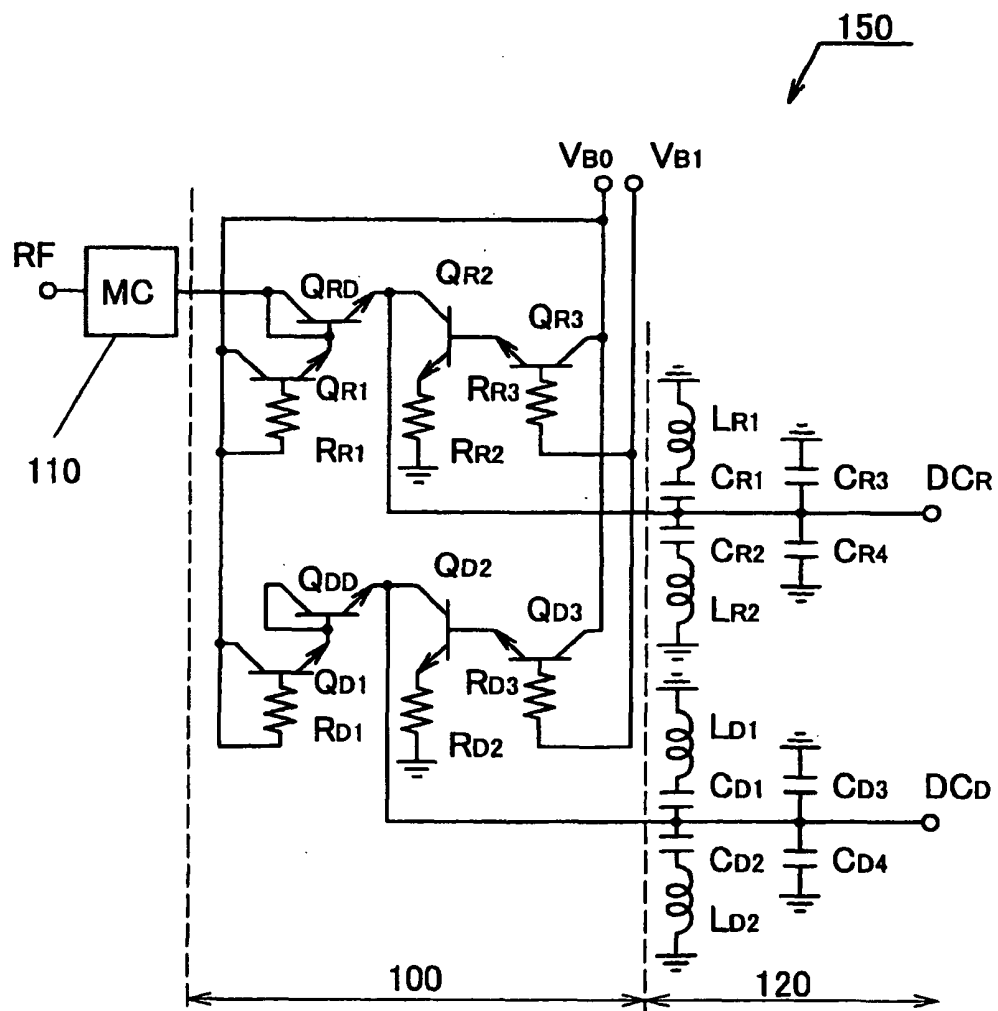 150
VB0 VB1
RF
MC
QRD
QR2
QR3
QR1
RR3
RR1
RR2
110
LR1
CR1
CR3
DCR
CR2
CR4
LR2
QDD
QD2
QD3
QD1
RD3
RD1
RD2
LD1
CD1
CD3
DCD
CD2
CD4
LD2
100
120